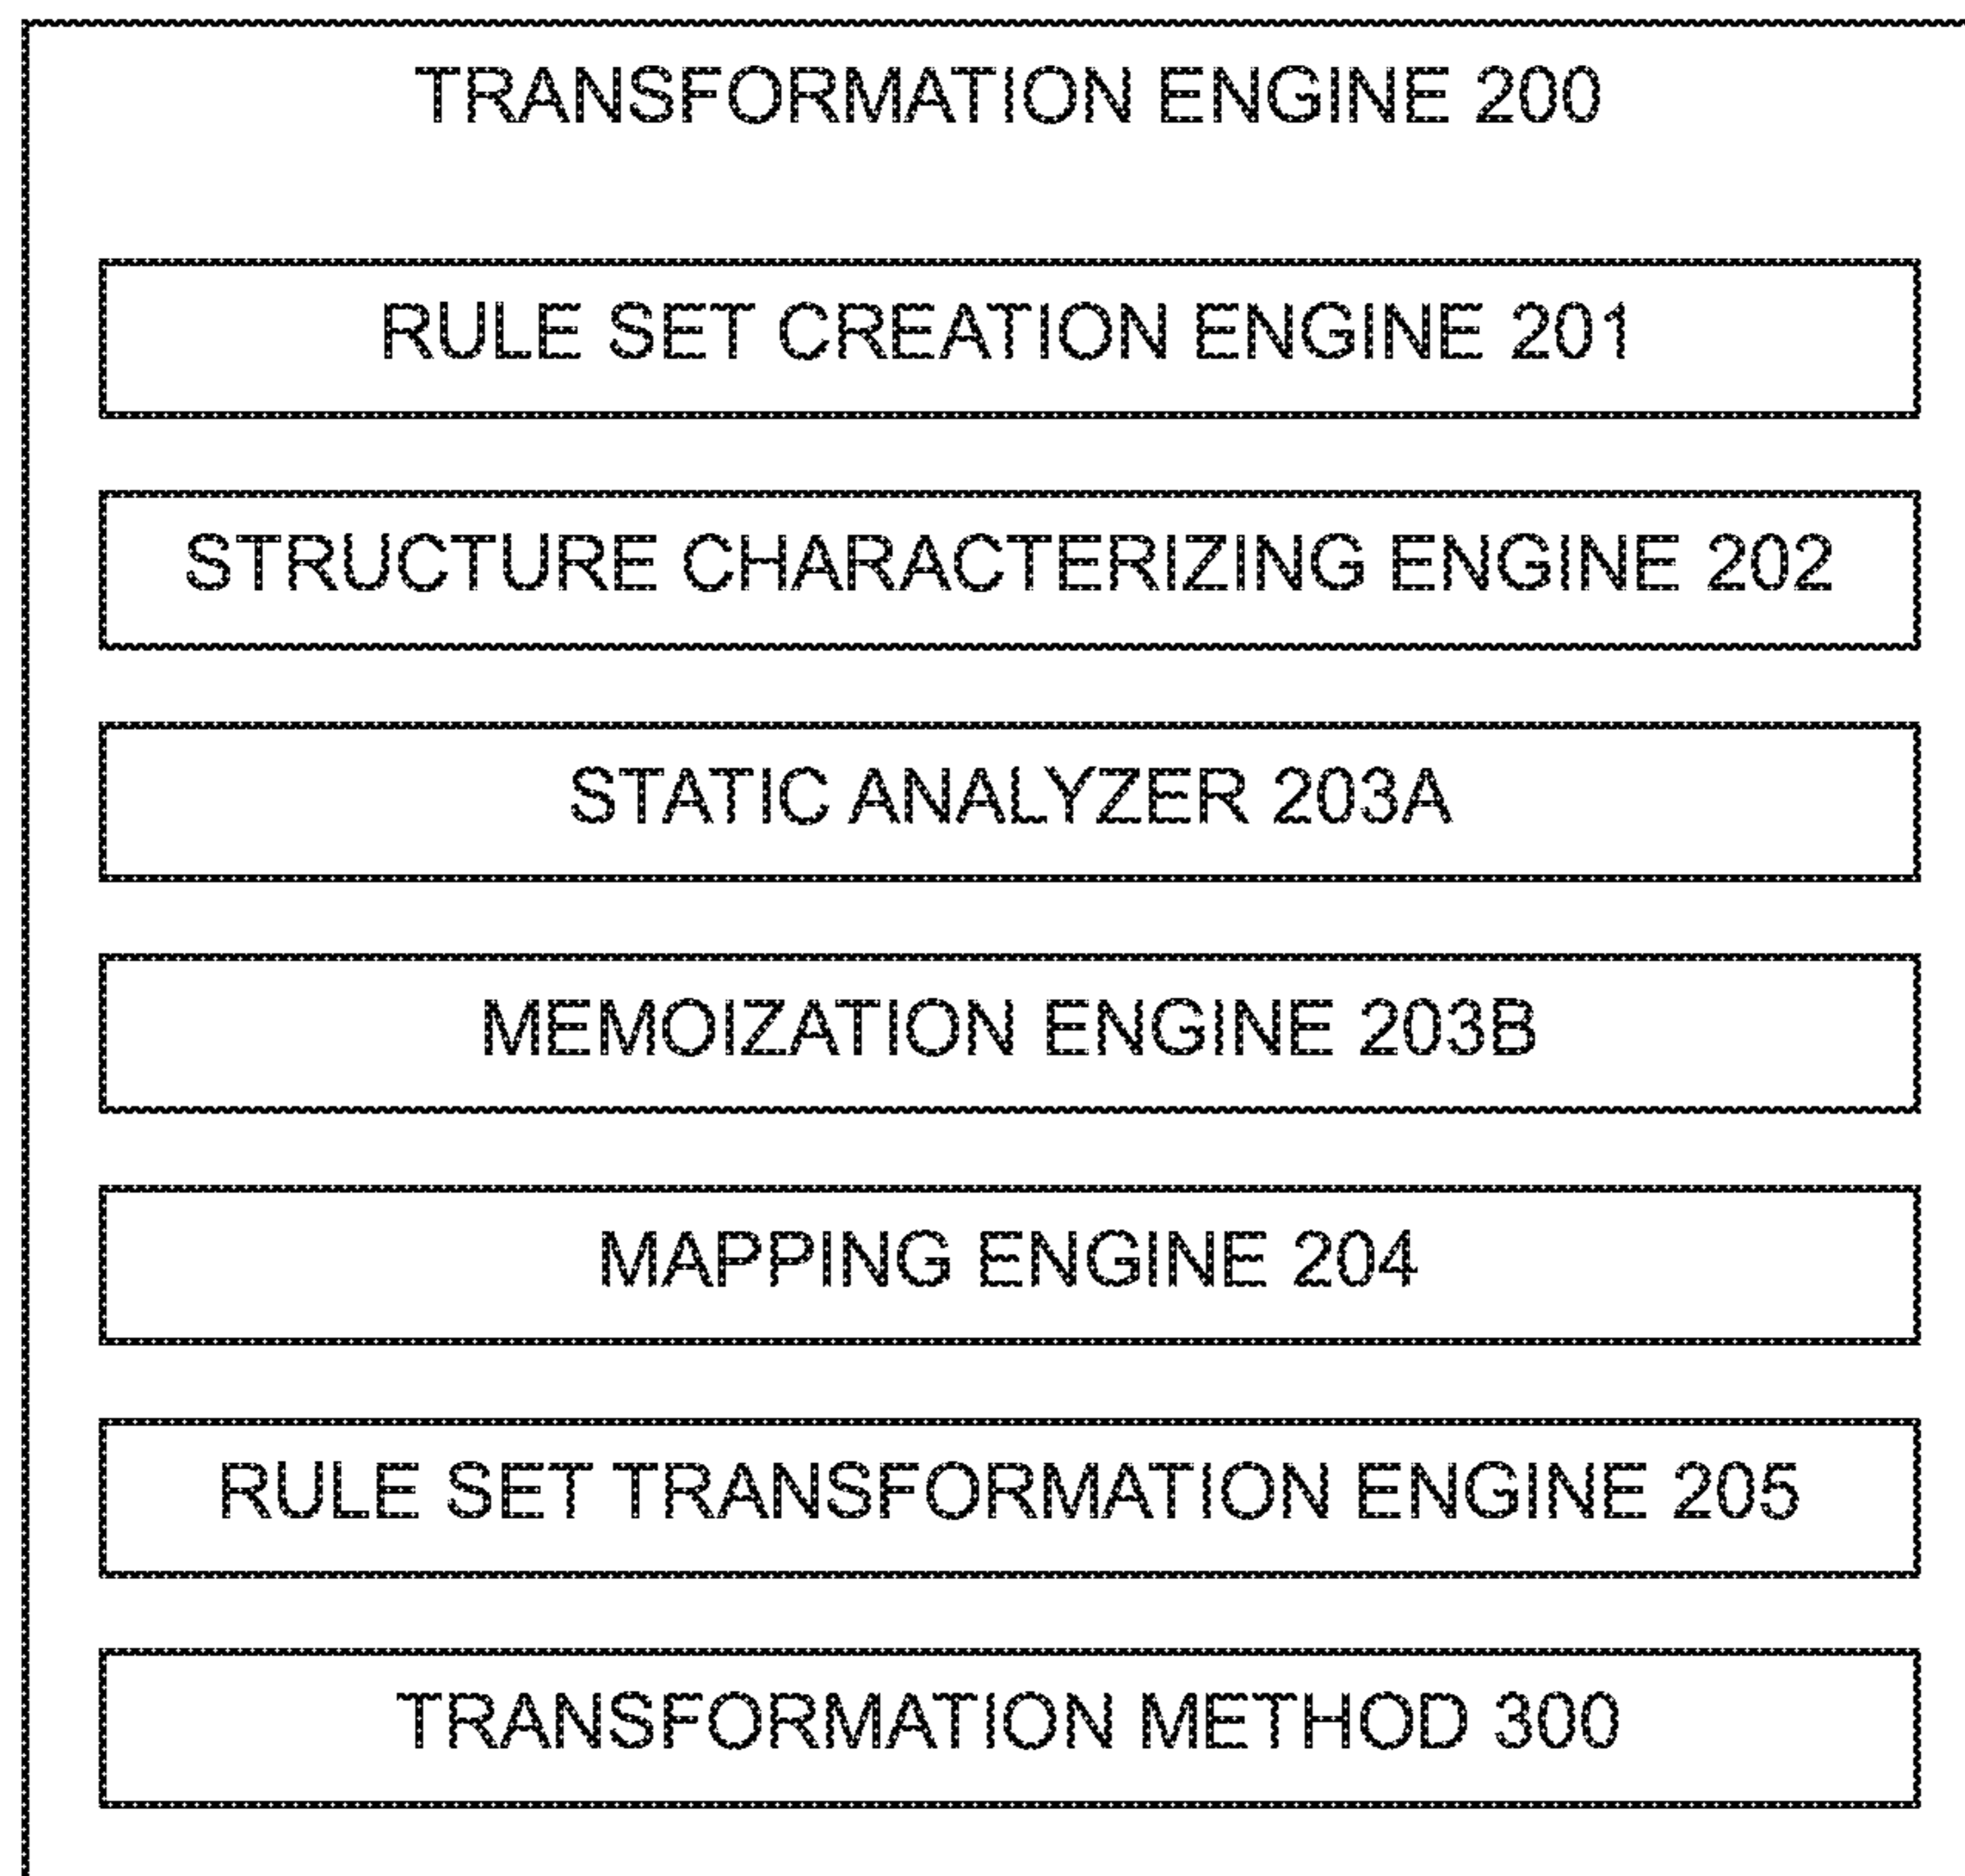 TRANSFORMATION ENGINE 200
RULE SET CREATION ENGINE 201
STRUCTURE CHARACTERIZING ENGINE 202
STATIC ANALYZER 203A
MEMOIZATION ENGINE 203B
MAPPING ENGINE 204
RULE SET TRANSFORMATION ENGINE 205
TRANSFORMATION METHOD 300